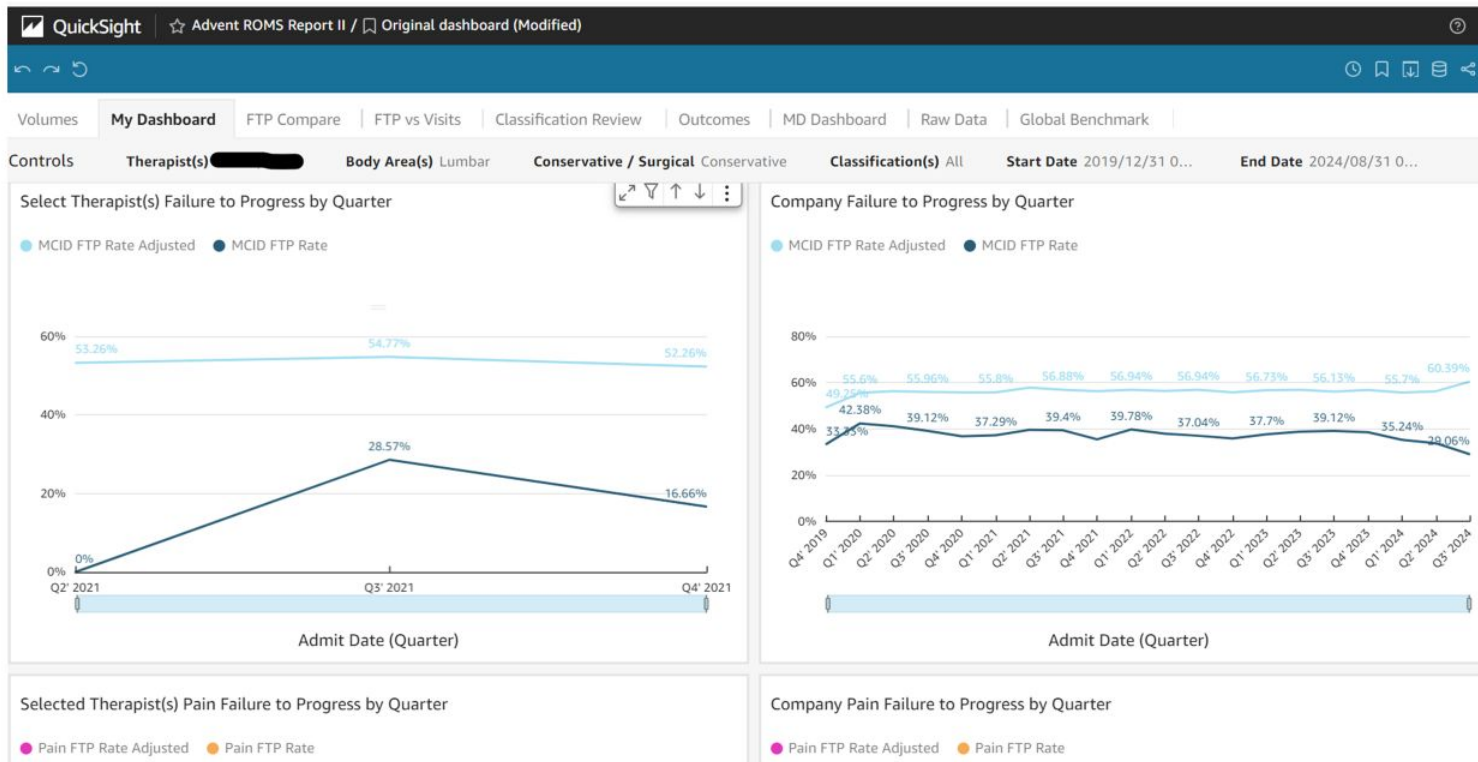 QuickSight Advent ROMS Report II / Original dashboard (Modified)
Volumes My Dashboard FTP Compare FTP vs Visits Classification Review Outcomes MD Dashboard Raw Data Global Benchmark
Controls Therapist(s) Body Area(s) Lumbar Conservative / Surgical Conservative Classification(s) All Start Date 2019/12/31 0... End Date 2024/08/31 0...
Select Therapist(s) Failure to Progress by Quarter
MCID FTP Rate Adjusted MCID FTP Rate
60%
53.26% 54.77% 52.26%
40%
28.57%
20%
16.66%
0%
0%
Q2' 2021 Q3' 2021 Q4' 2021
Admit Date (Quarter)
Company Failure to Progress by Quarter
MCID FTP Rate Adjusted MCID FTP Rate
80%
60%
49.25% 55.6% 55.96% 55.8% 56.88% 56.94% 56.94% 56.73% 56.13% 55.7% 60.39%
40%
33.33% 42.38% 39.12% 37.29% 39.4% 39.78% 37.04% 37.7% 39.12% 35.24% 29.06%
20%
0%
Q4' 2019 Q1' 2020 Q2' 2020 Q3' 2020 Q4' 2020 Q1' 2021 Q2' 2021 Q3' 2021 Q4' 2021 Q1' 2022 Q2' 2022 Q3' 2022 Q4' 2022 Q1' 2023 Q2' 2023 Q3' 2023 Q4' 2023 Q1' 2024 Q2' 2024 Q3' 2024
Admit Date (Quarter)
Selected Therapist(s) Pain Failure to Progress by Quarter
Pain FTP Rate Adjusted Pain FTP Rate
Company Pain Failure to Progress by Quarter
Pain FTP Rate Adjusted Pain FTP Rate